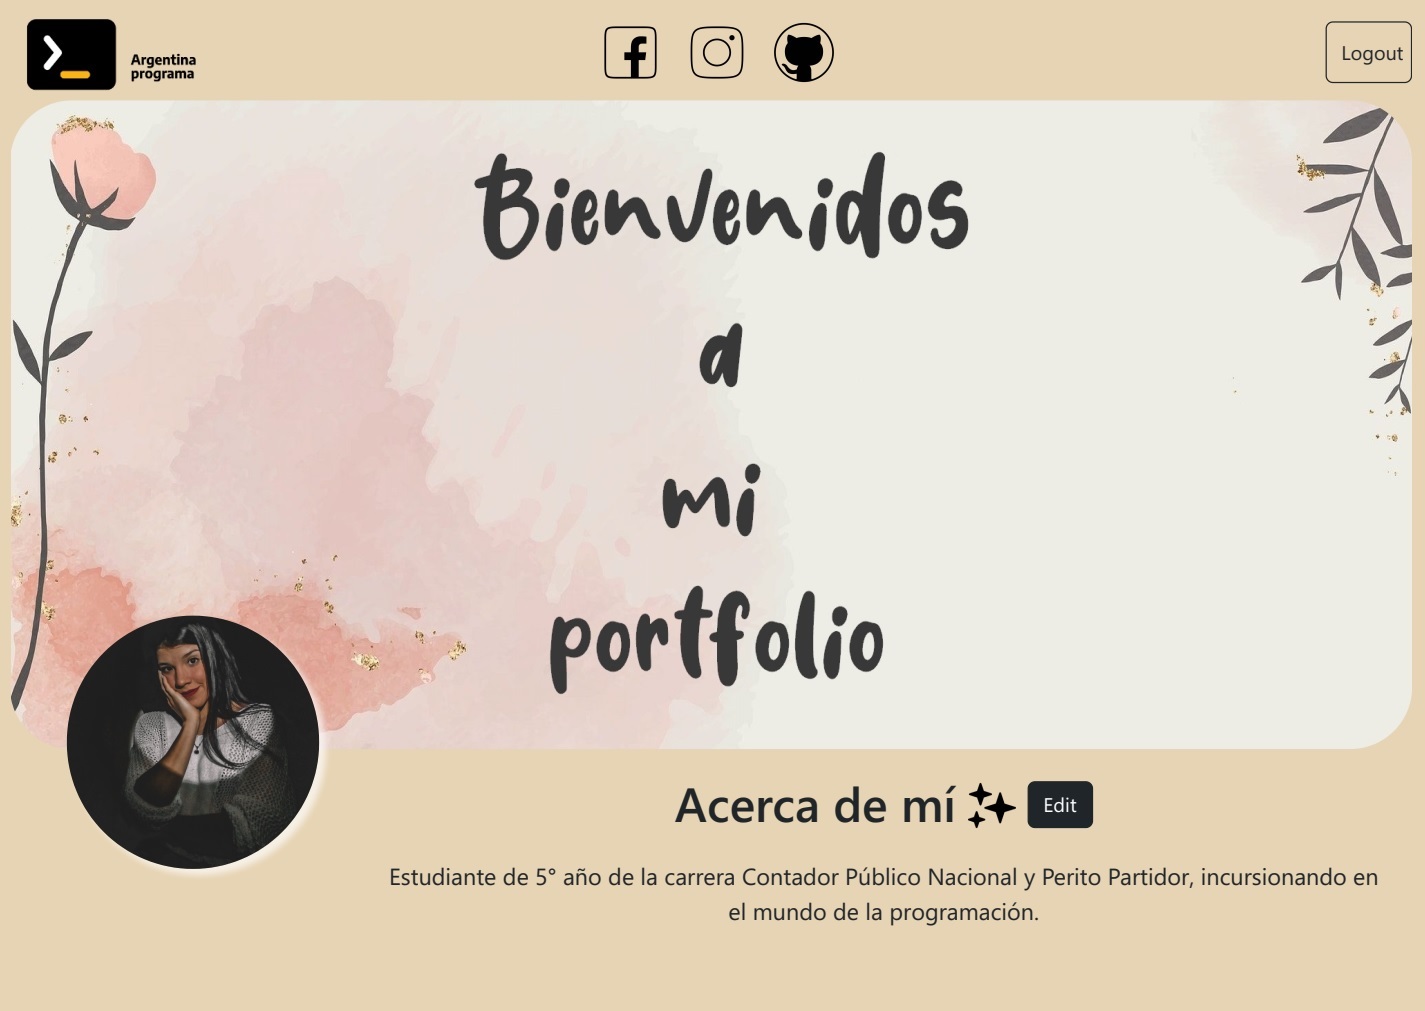 Argentina
programa
Logout
Bienvenidos
a
mi
portfolio
Acerca de mí
Edit
Estudiante de 5° año de la carrera Contador Público Nacional y Perito Partidor, incursionando en
el mundo de la programación.